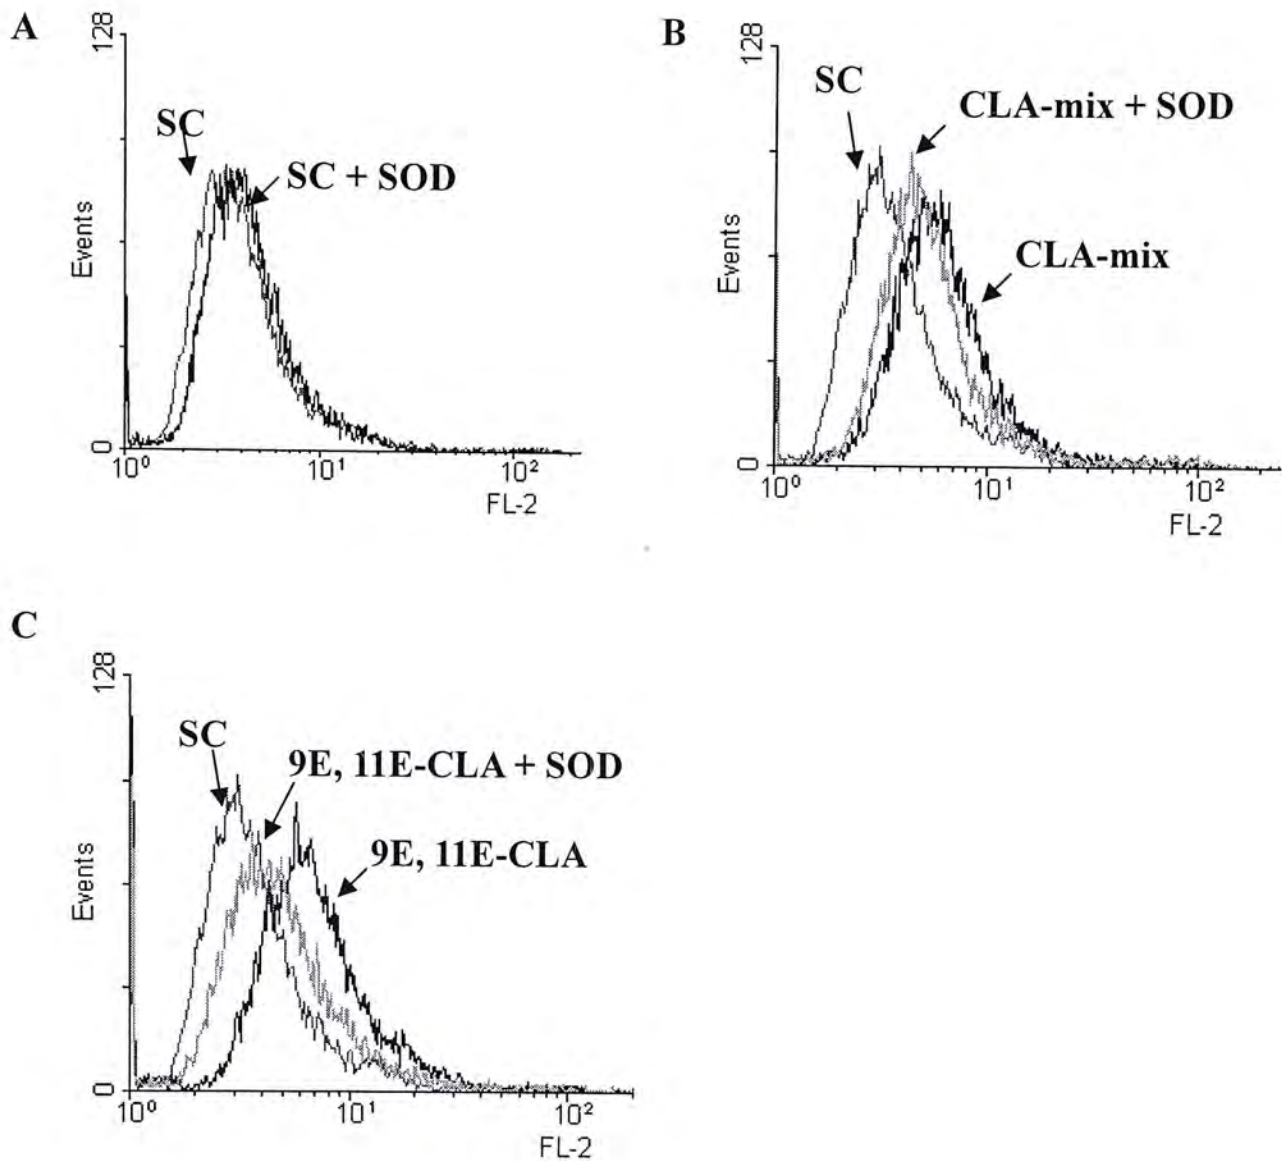 A
128
SC
SC + SOD
Events
0
10⁰
10¹
10²
FL-2
B
128
SC
CLA-mix + SOD
CLA-mix
Events
0
10⁰
10¹
10²
FL-2
C
128
SC
9E, 11E-CLA + SOD
9E, 11E-CLA
Events
0
10⁰
10¹
10²
FL-2